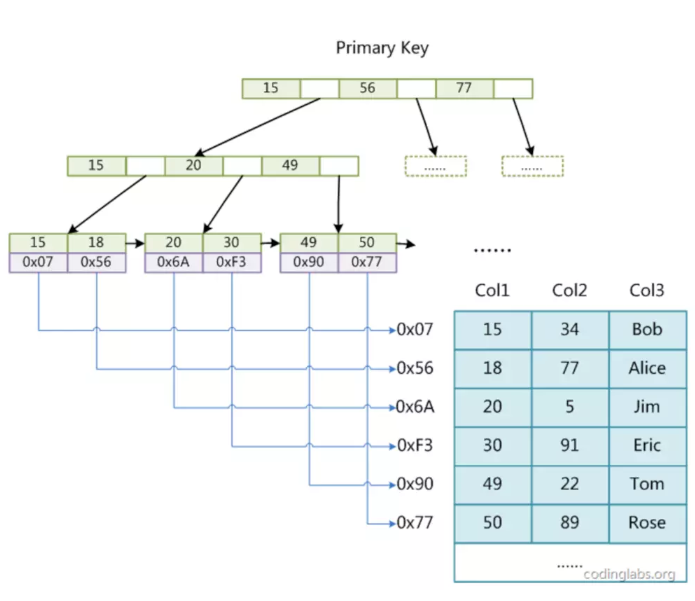 Primary Key
15 56 77
15 20 49 ...... ......
15 18 20 30 49 50
0x07 0x56 0x6A 0xF3 0x90 0x77
......
Col1 Col2 Col3
0x07 15 34 Bob
0x56 18 77 Alice
0x6A 20 5 Jim
0xF3 30 91 Eric
0x90 49 22 Tom
0x77 50 89 Rose
......
codinglabs.org